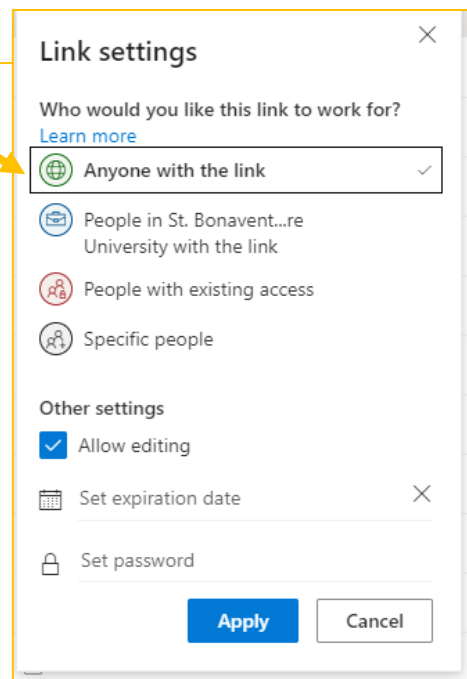 Link settings
Who would you like this link to work for?
Learn more
Anyone with the link
People in St. Bonavent...re
University with the link
People with existing access
Specific people
Other settings
Allow editing
Set expiration date
Set password
Apply
Cancel